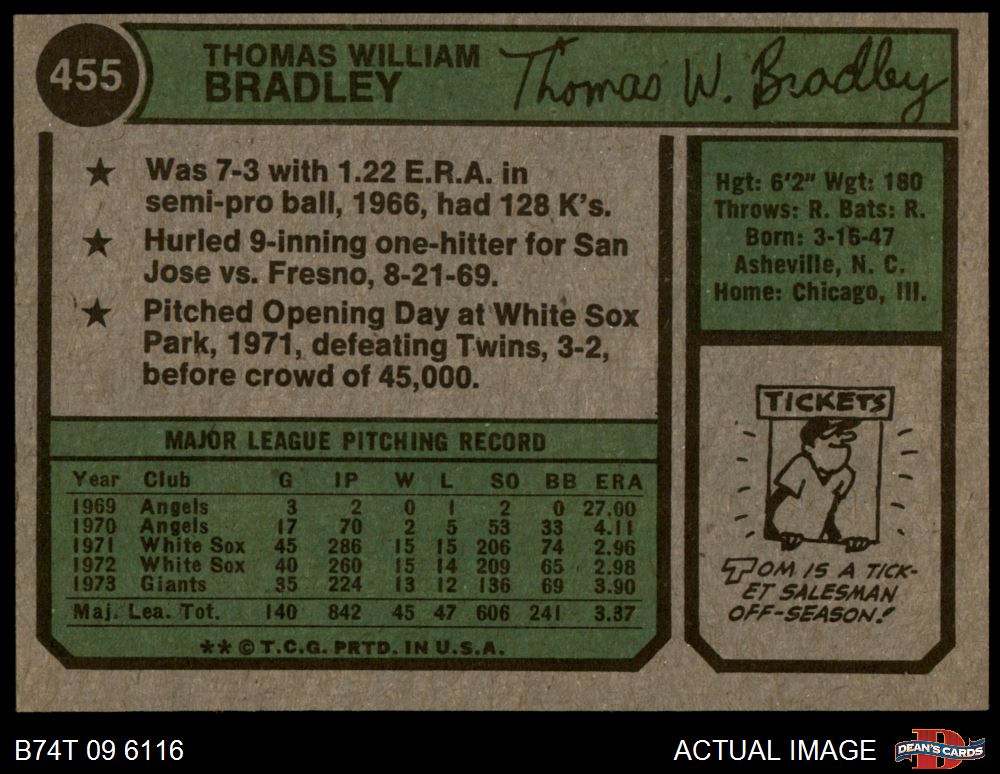 455
THOMAS WILLIAM
BRADLEY
Thomas W. Bradley
★ Was 7-3 with 1.22 E.R.A. in
semi-pro ball, 1966, had 128 K's.
★ Hurled 9-inning one-hitter for San
Jose vs. Fresno, 8-21-69.
★ Pitched Opening Day at White Sox
Park, 1971, defeating Twins, 3-2,
before crowd of 45,000.
Hgt: 6'2" Wgt: 180
Throws: R. Bats: R.
Born: 3-16-47
Asheville, N. C.
Home: Chicago, Ill.
MAJOR LEAGUE PITCHING RECORD
Year Club G IP W L SO BB ERA
1969 Angels 3 2 0 1 2 0 27.00
1970 Angels 17 70 2 5 53 33 4.11
1971 White Sox 45 286 15 15 206 74 2.96
1972 White Sox 40 260 15 14 209 65 2.98
1973 Giants 35 224 13 12 136 69 3.90
Maj. Lea. Tot. 140 842 45 47 606 241 3.37
** © T.C.G. PRTD. IN U.S.A.
TICKETS
TOM IS A TICK-
ET SALESMAN
OFF-SEASON!
B74T 09 6116
ACTUAL IMAGE
DEAN'S CARDS